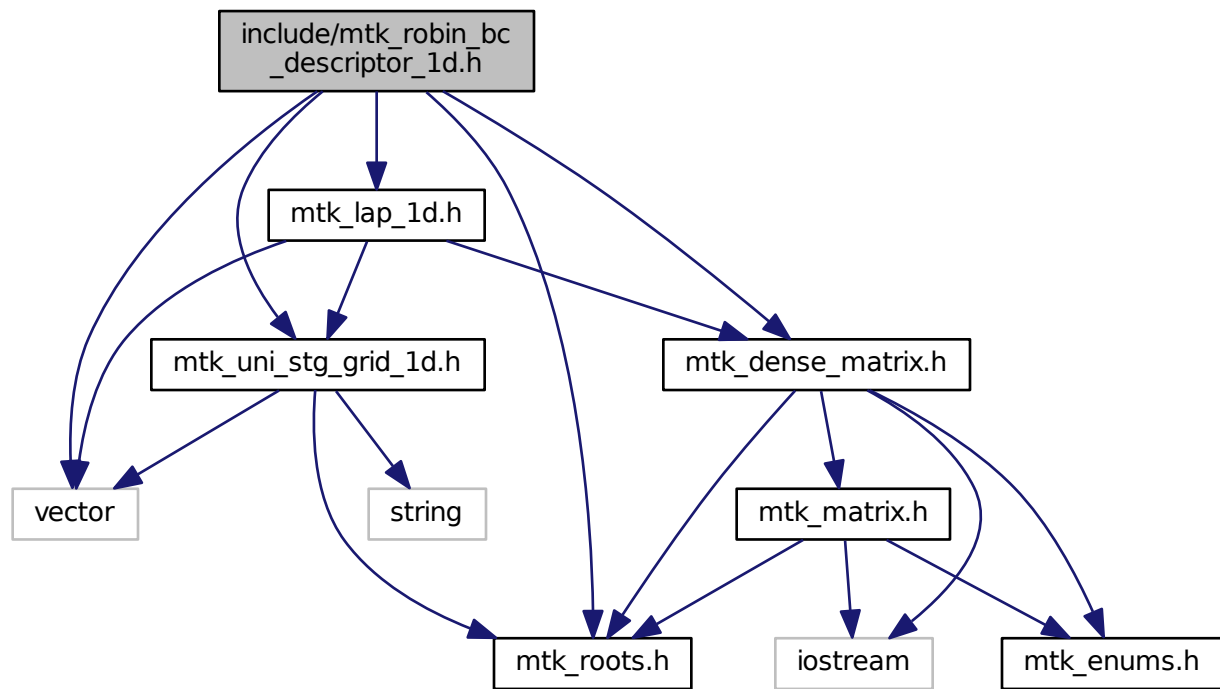 include/mtk_robin_bc
_descriptor_1d.h
mtk_lap_1d.h
mtk_uni_stg_grid_1d.h
mtk_dense_matrix.h
vector
string
mtk_matrix.h
mtk_roots.h
iostream
mtk_enums.h